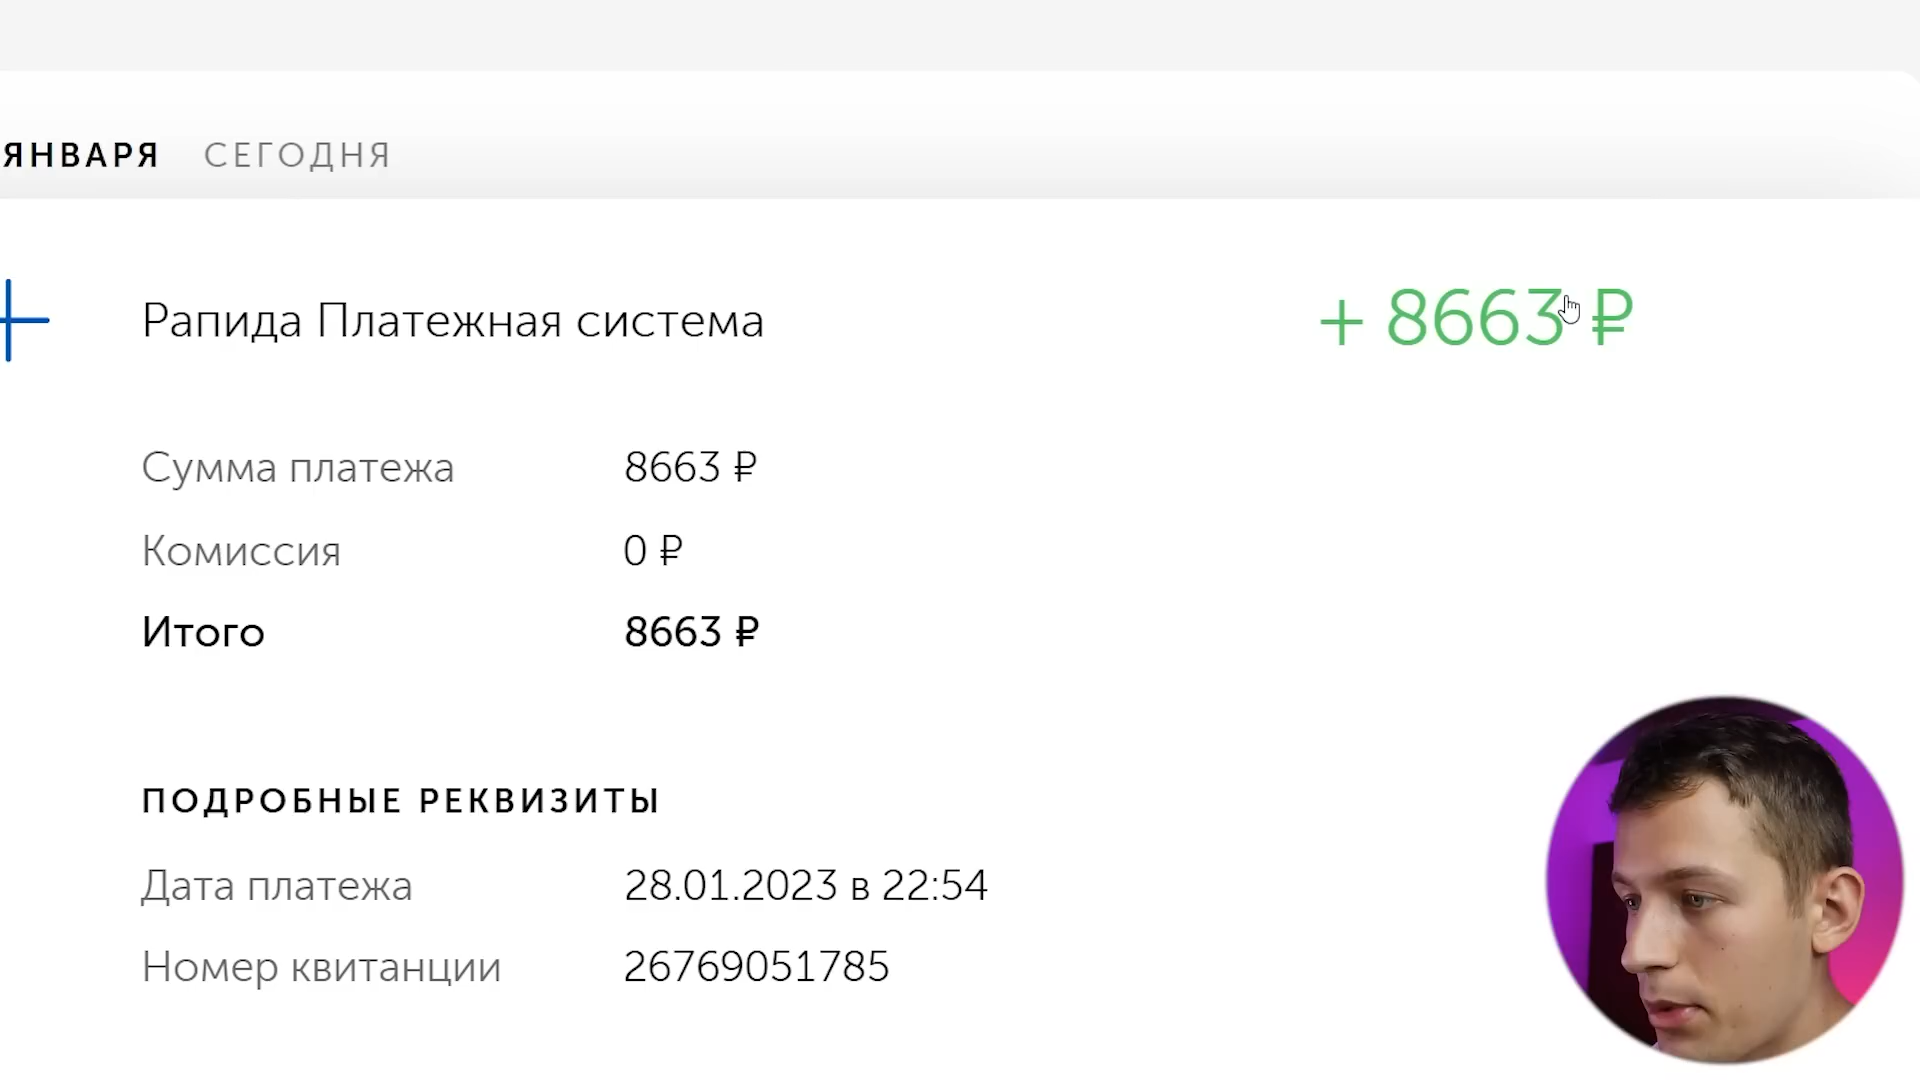 ЯНВАРЯ СЕГОДНЯ
Рапида Платежная система + 8663 ₽
Сумма платежа 8663 ₽
Комиссия 0 ₽
Итого 8663 ₽
ПОДРОБНЫЕ РЕКВИЗИТЫ
Дата платежа 28.01.2023 в 22:54
Номер квитанции 26769051785